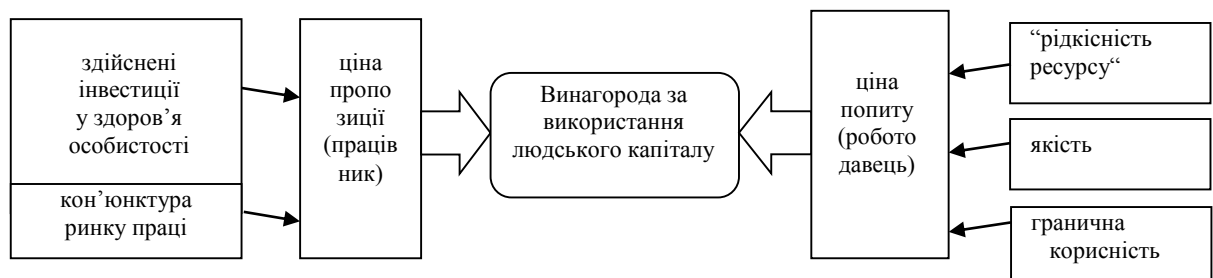 здійснені
інвестиції
у здоров’я
особистості
кон’юнктура
ринку праці
ціна
пропо
зиції
(праців
ник)
Винагорода за
використання
людського капіталу
ціна
попиту
(робото
давець)
“рідкісність
ресурсу“
якість
гранична
корисність